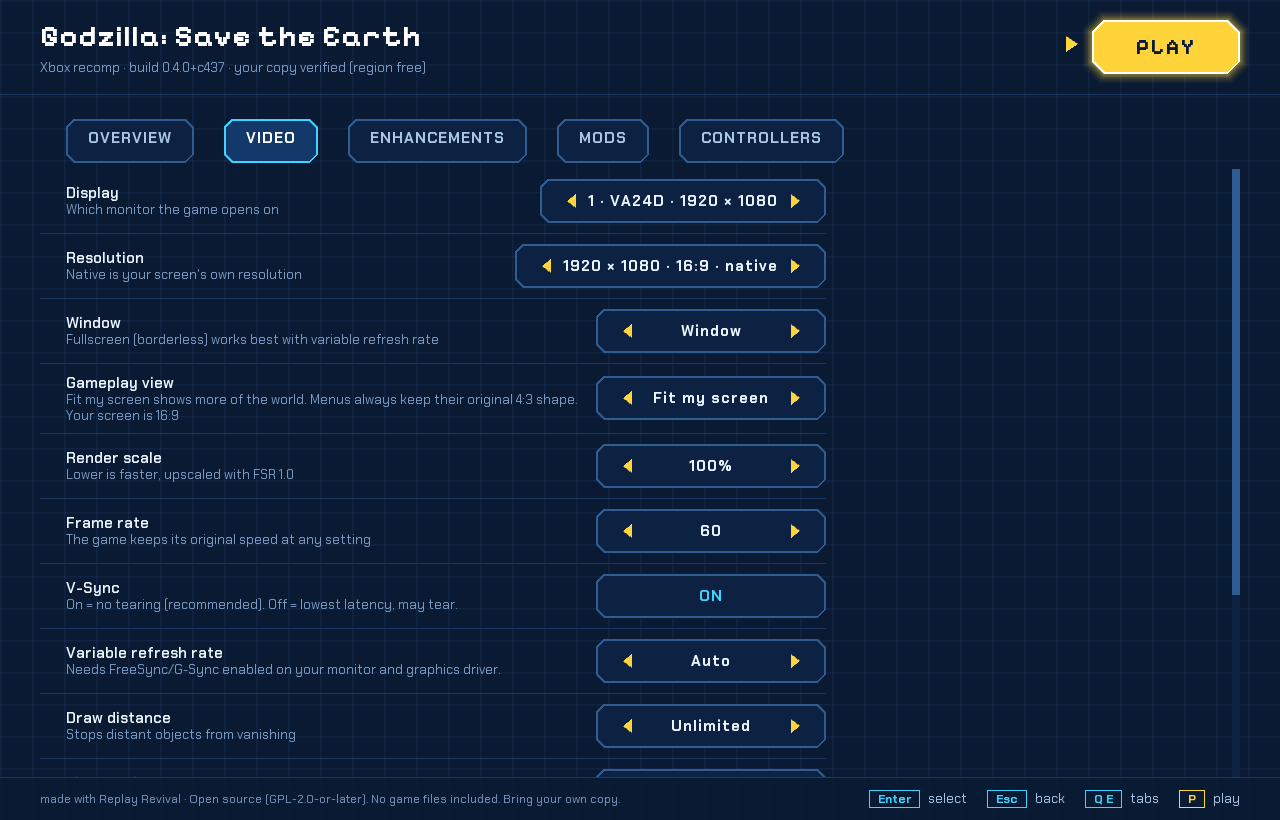 Godzilla: Save the Earth
Xbox recomp · build 0.4.0+c437 · your copy verified (region free)
PLAY
OVERVIEW
VIDEO
ENHANCEMENTS
MODS
CONTROLLERS
Display
Which monitor the game opens on
1 · VA24D · 1920 × 1080
Resolution
Native is your screen's own resolution
1920 × 1080 · 16:9 · native
Window
Fullscreen (borderless) works best with variable refresh rate
Window
Gameplay view
Fit my screen shows more of the world. Menus always keep their original 4:3 shape.
Your screen is 16:9
Fit my screen
Render scale
Lower is faster, upscaled with FSR 1.0
100%
Frame rate
The game keeps its original speed at any setting
60
V-Sync
On = no tearing (recommended). Off = lowest latency, may tear.
ON
Variable refresh rate
Needs FreeSync/G-Sync enabled on your monitor and graphics driver.
Auto
Draw distance
Stops distant objects from vanishing
Unlimited
made with Replay Revival · Open source (GPL-2.0-or-later). No game files included. Bring your own copy.
Enter select
Esc back
Q E tabs
P play